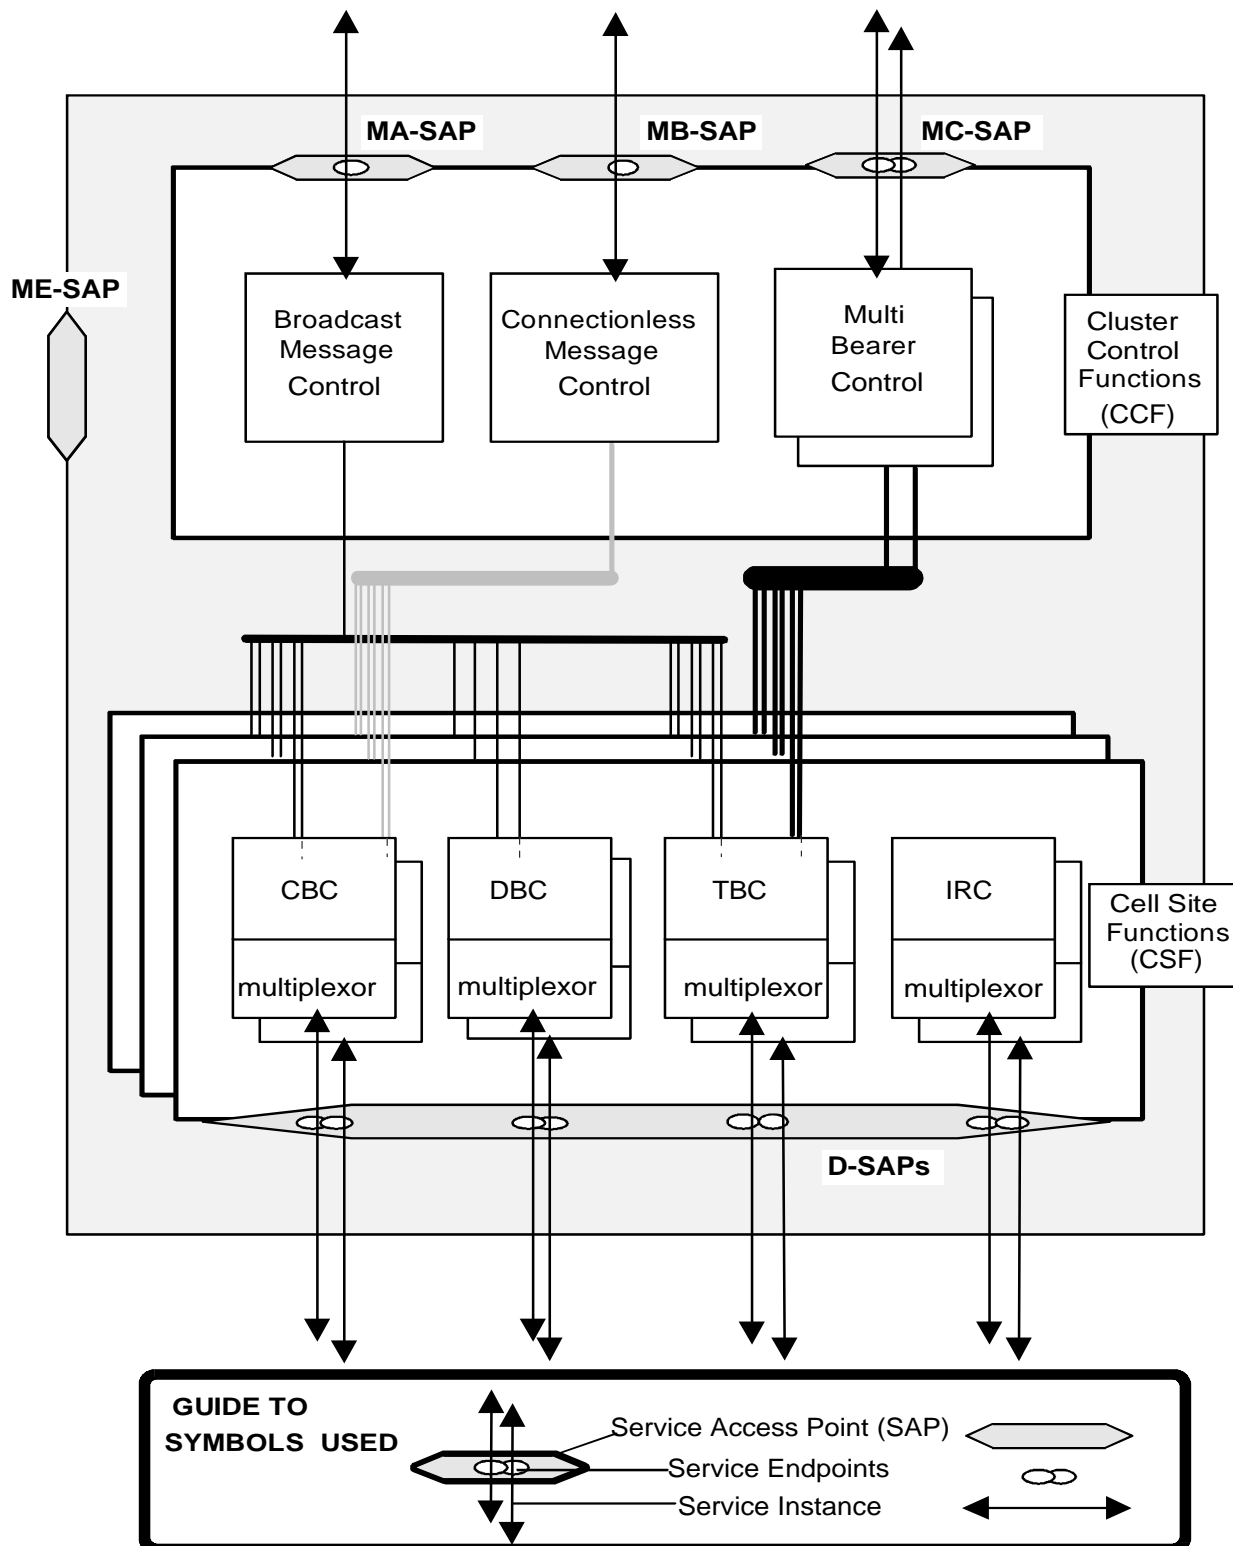 MA-SAP
MB-SAP
MC-SAP
ME-SAP
Broadcast
Message
Control
Connectionless
Message
Control
Multi
Bearer
Control
Cluster
Control
Functions
(CCF)
CBC
multiplexor
DBC
multiplexor
TBC
multiplexor
IRC
multiplexor
Cell Site
Functions
(CSF)
D-SAPs
GUIDE TO
SYMBOLS USED
Service Access Point (SAP)
Service Endpoints
Service Instance